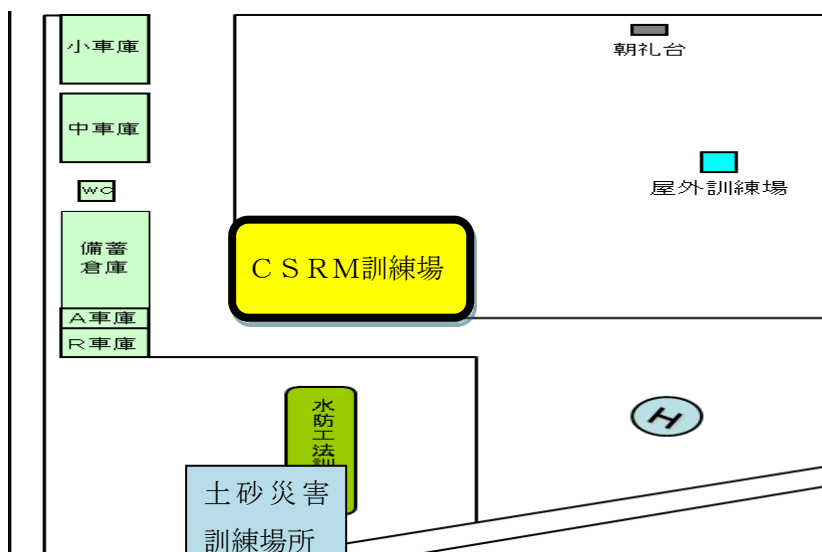 小車庫
朝礼台
中車庫
屋外訓練場
WC
備蓄
倉庫
CSRM訓練場
A車庫
R車庫
H
水防工法
土砂災害
訓練場所